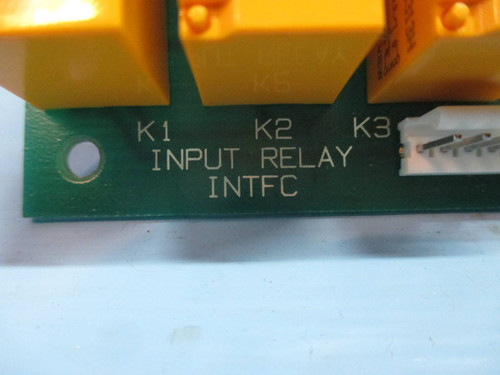 K1 K2 K3
INPUT RELAY
INTFC